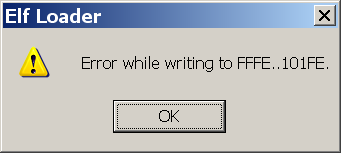 Elf Loader
Error while writing to FFFE..101FE.
OK